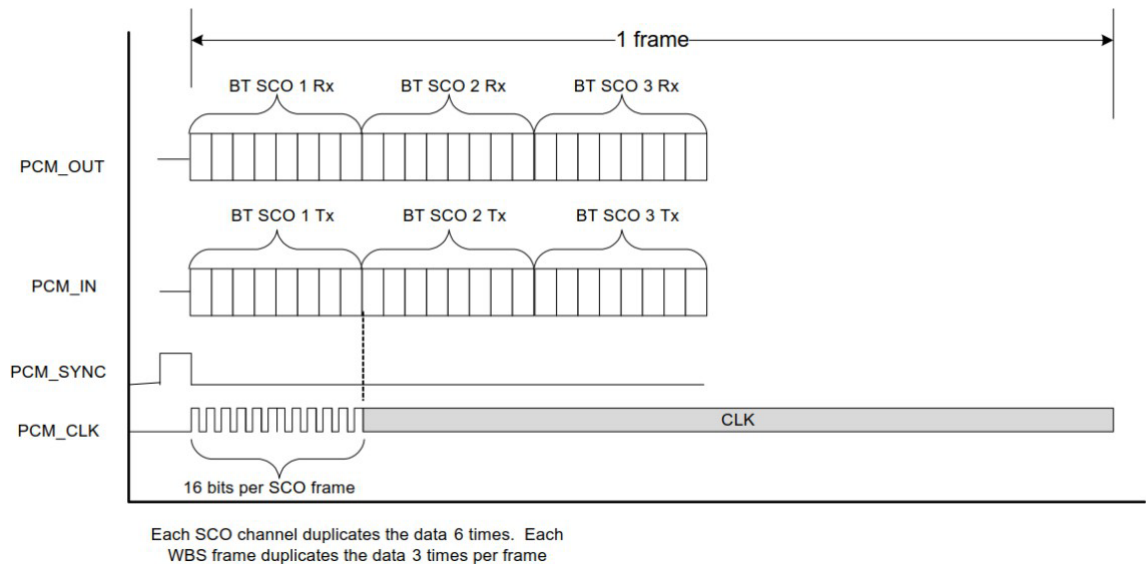 1 frame
BT SCO 1 Rx BT SCO 2 Rx BT SCO 3 Rx
PCM_OUT
BT SCO 1 Tx BT SCO 2 Tx BT SCO 3 Tx
PCM_IN
PCM_SYNC
PCM_CLK
CLK
16 bits per SCO frame
Each SCO channel duplicates the data 6 times. Each
WBS frame duplicates the data 3 times per frame